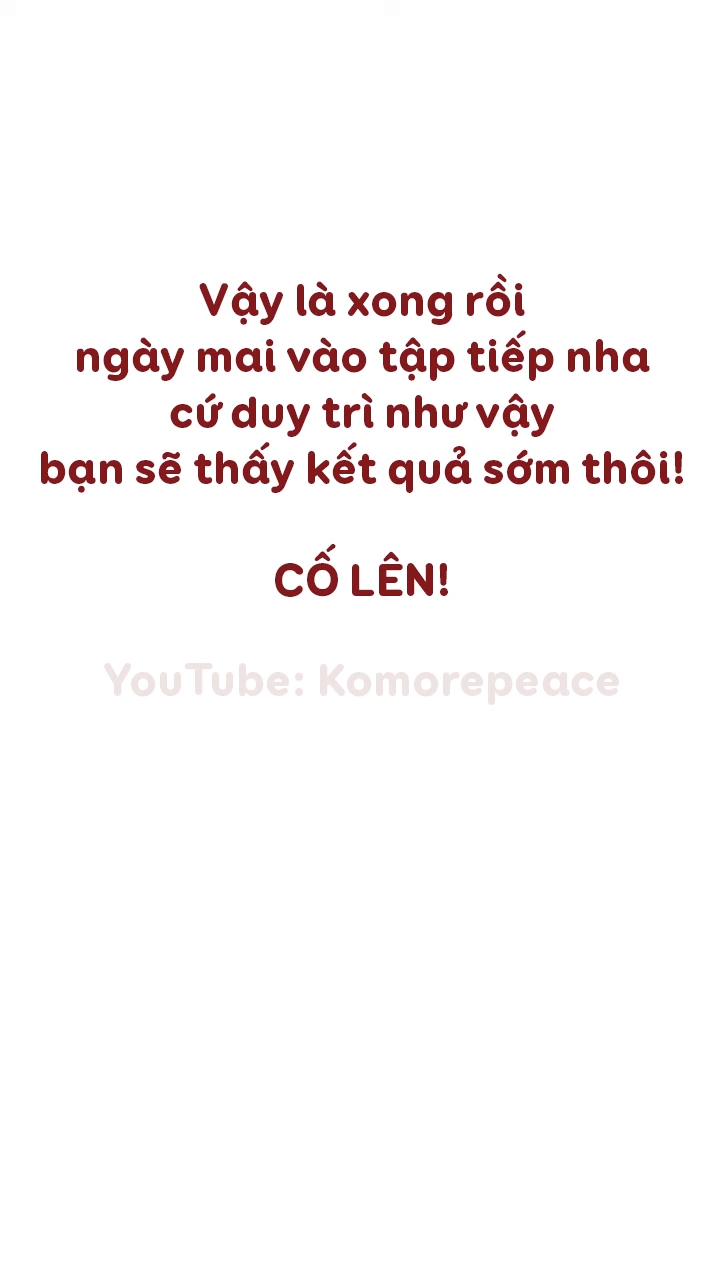 Vậy là xong rồi
ngày mai vào tập tiếp nha
cứ duy trì như vậy
bạn sẽ thấy kết quả sớm thôi!
CỐ LÊN!
YouTube: Komorepeace